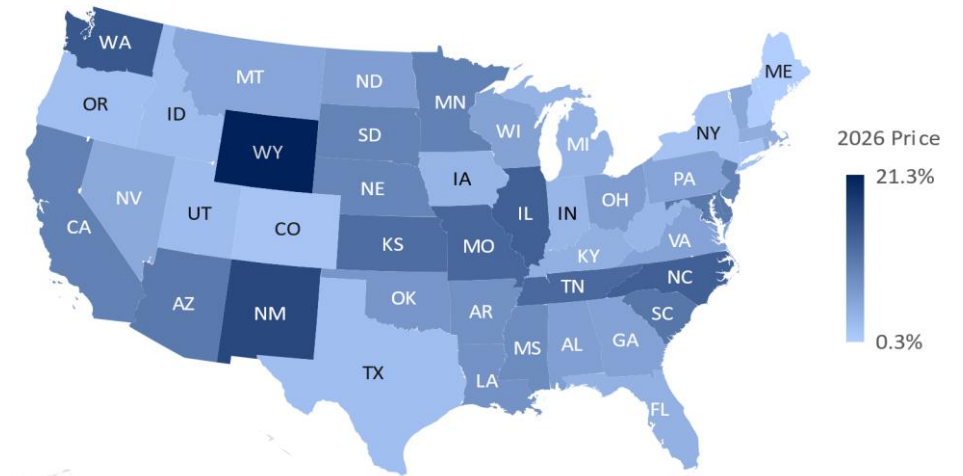 WA
ME
MT
ND
OR
MN
ID
NY
WI
SD
MI
WY
2026 Price
21.3%
IA
PA
NE
NV
OH
UT
IL
IN
CO
CA
VA
KS
MO
KY
NC
TN
OK
AZ
NM
AR
SC
GA
MS
AL
0.3%
TX
LA
FL